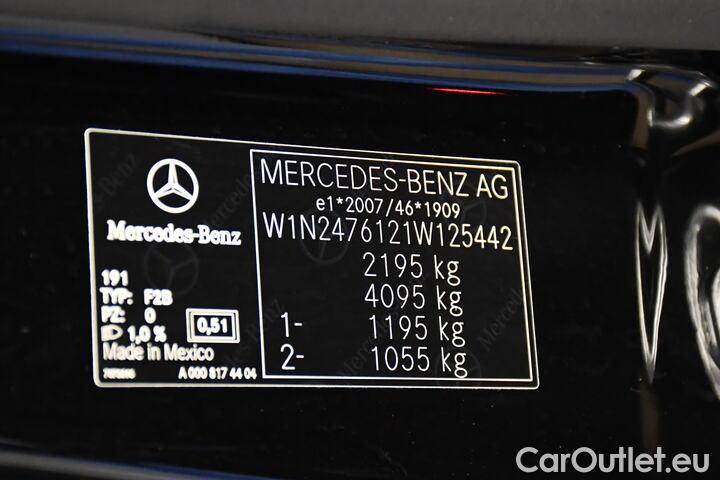 Mercedes-Benz
191
TYP: F2B
PZ: 0
1,0 %
0,51
Made in Mexico
A 000 817 44 04
MERCEDES-BENZ AG
e1*2007/46*1909
W1N2476121W125442
2195 kg
4095 kg
1- 1195 kg
2- 1055 kg
CarOutlet.eu